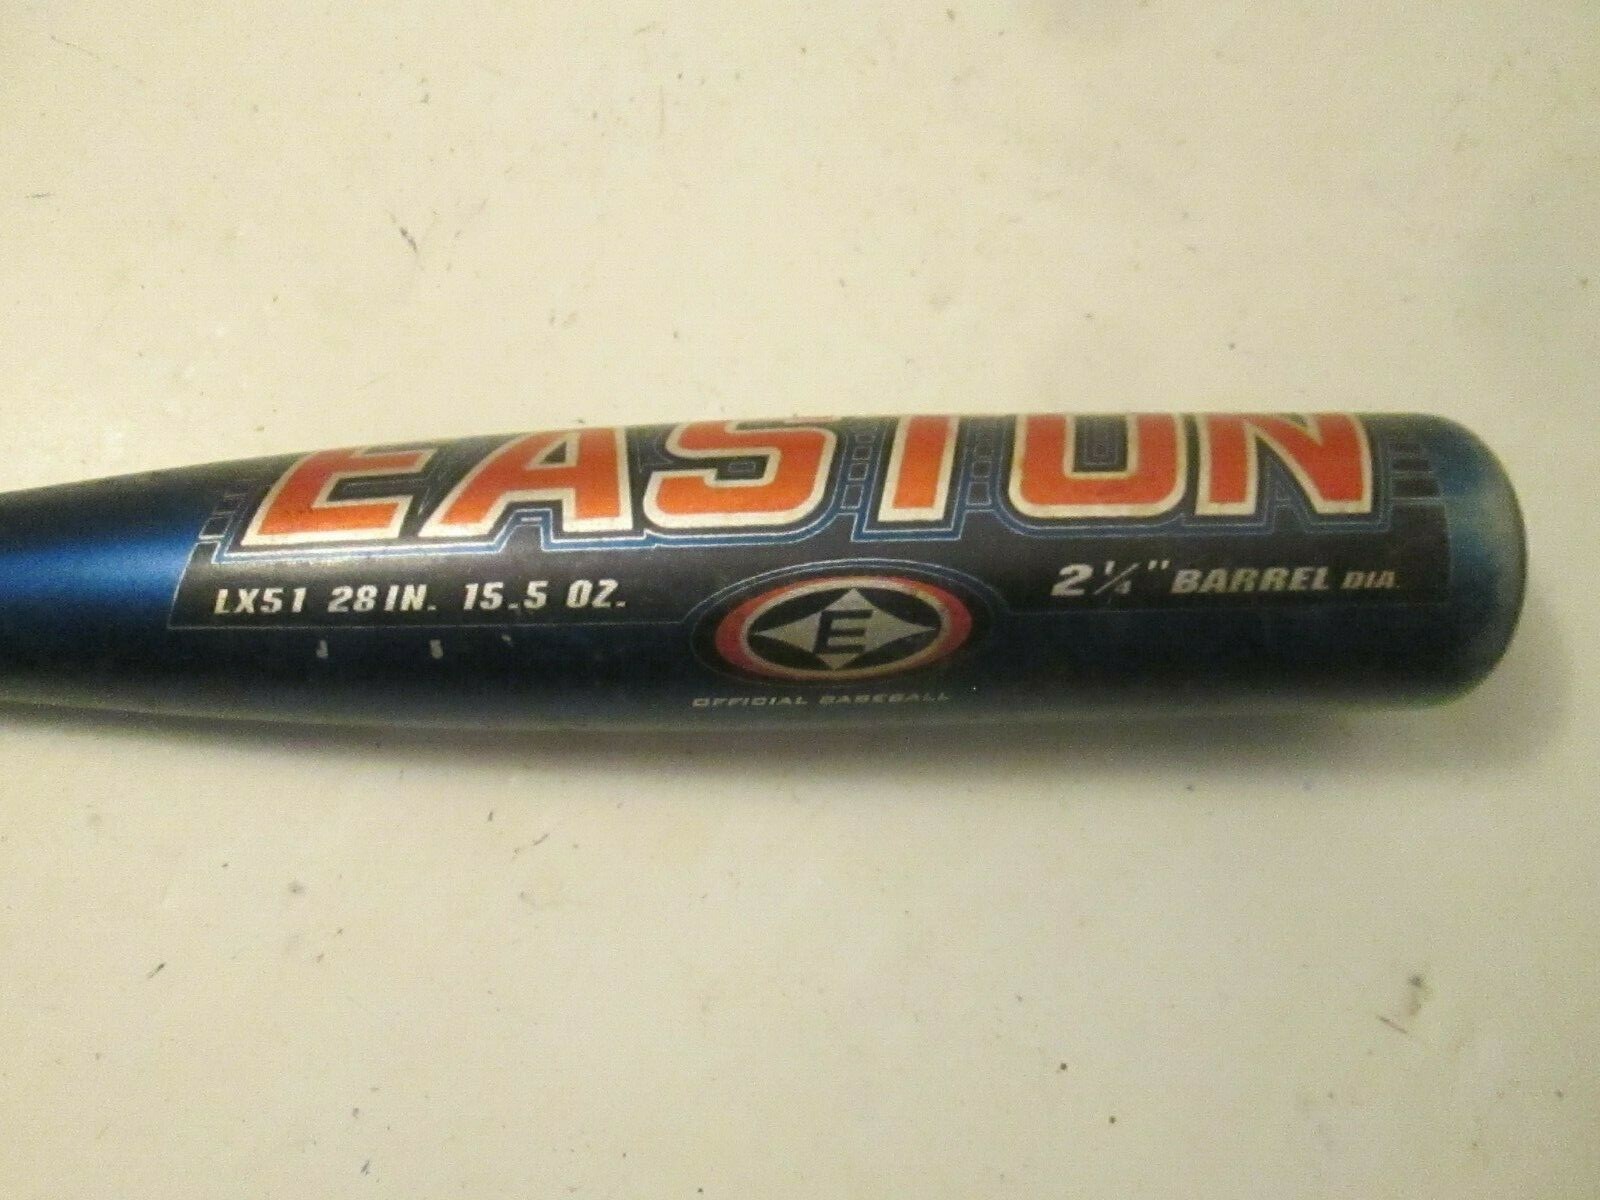 EASTON
LX51 28 IN. 15.5 OZ.
2 1/4" BARREL DIA.
E
OFFICIAL BASEBALL